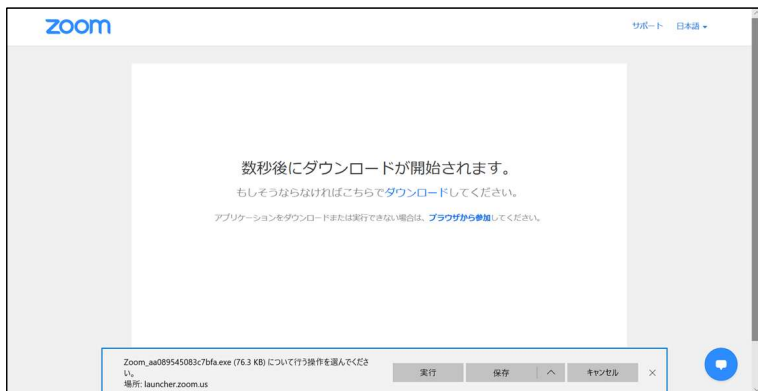 zoom
サポート 日本語
数秒後にダウンロードが開始されます。
もしそうならなければこちらでダウンロードしてください。
アプリケーションをダウンロードまたは実行できない場合は、ブラウザから参加してください。
Zoom_aa089545083c7bfa.exe (76.3 KB) について行う操作を選んでくださ
い。
場所: launcher.zoom.us
実行 保存 キャンセル